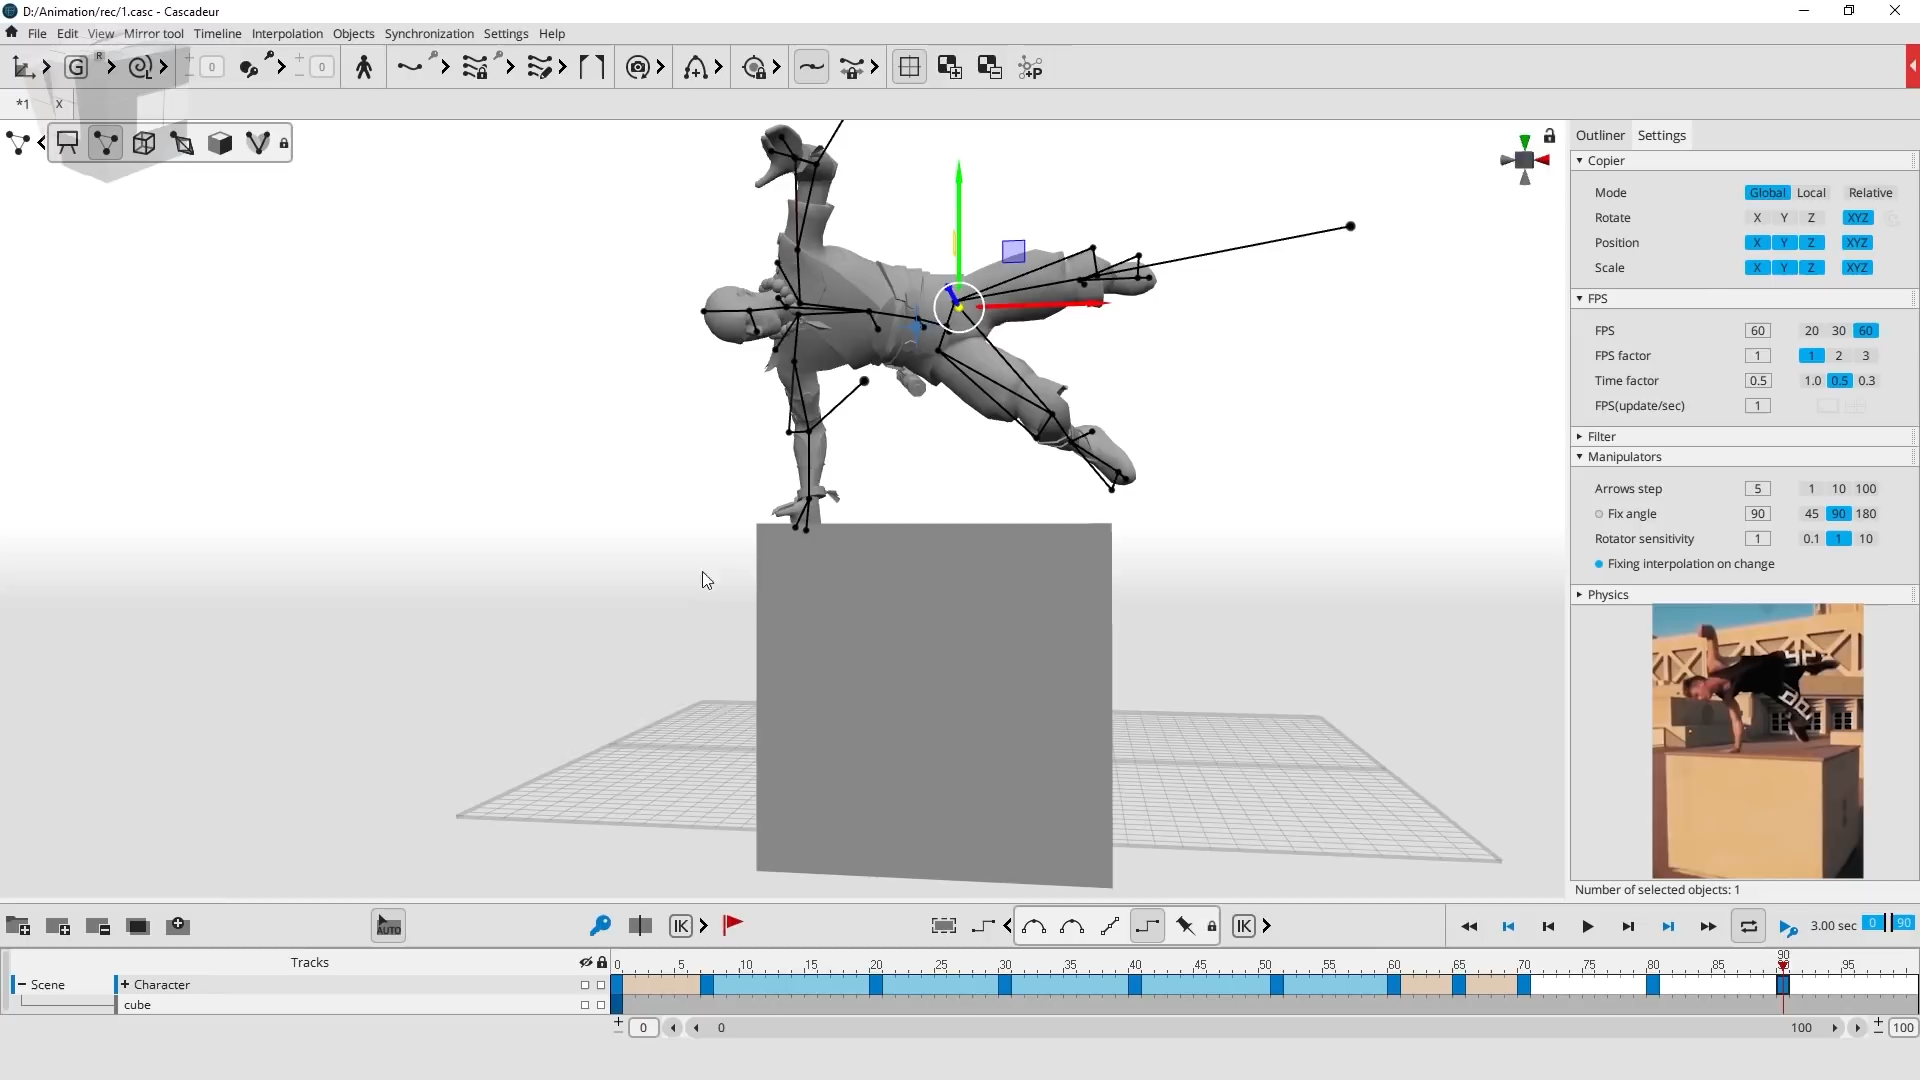 D:/Animation/rec/1.casc - Cascadeur
File Edit View Mirror tool Timeline Interpolation Objects Synchronization Settings Help
G R 0 0 +P
*1 X
Outliner Settings
Copier
Mode Global Local Relative
Rotate X Y Z XYZ
Position X Y Z XYZ
Scale X Y Z XYZ
FPS
FPS 60 20 30 60
FPS factor 1 1 2 3
Time factor 0.5 1.0 0.5 0.3
FPS(update/sec) 1
Filter
Manipulators
Arrows step 5 1 10 100
Fix angle 90 45 90 180
Rotator sensitivity 1 0.1 1 10
Fixing interpolation on change
Physics
Number of selected objects: 1
AUTO IK IK 3.00 sec 0 90
Tracks 0 5 10 15 20 25 30 35 40 45 50 55 60 65 70 75 80 85 90 95
Scene + Character
cube
0 0 100 100